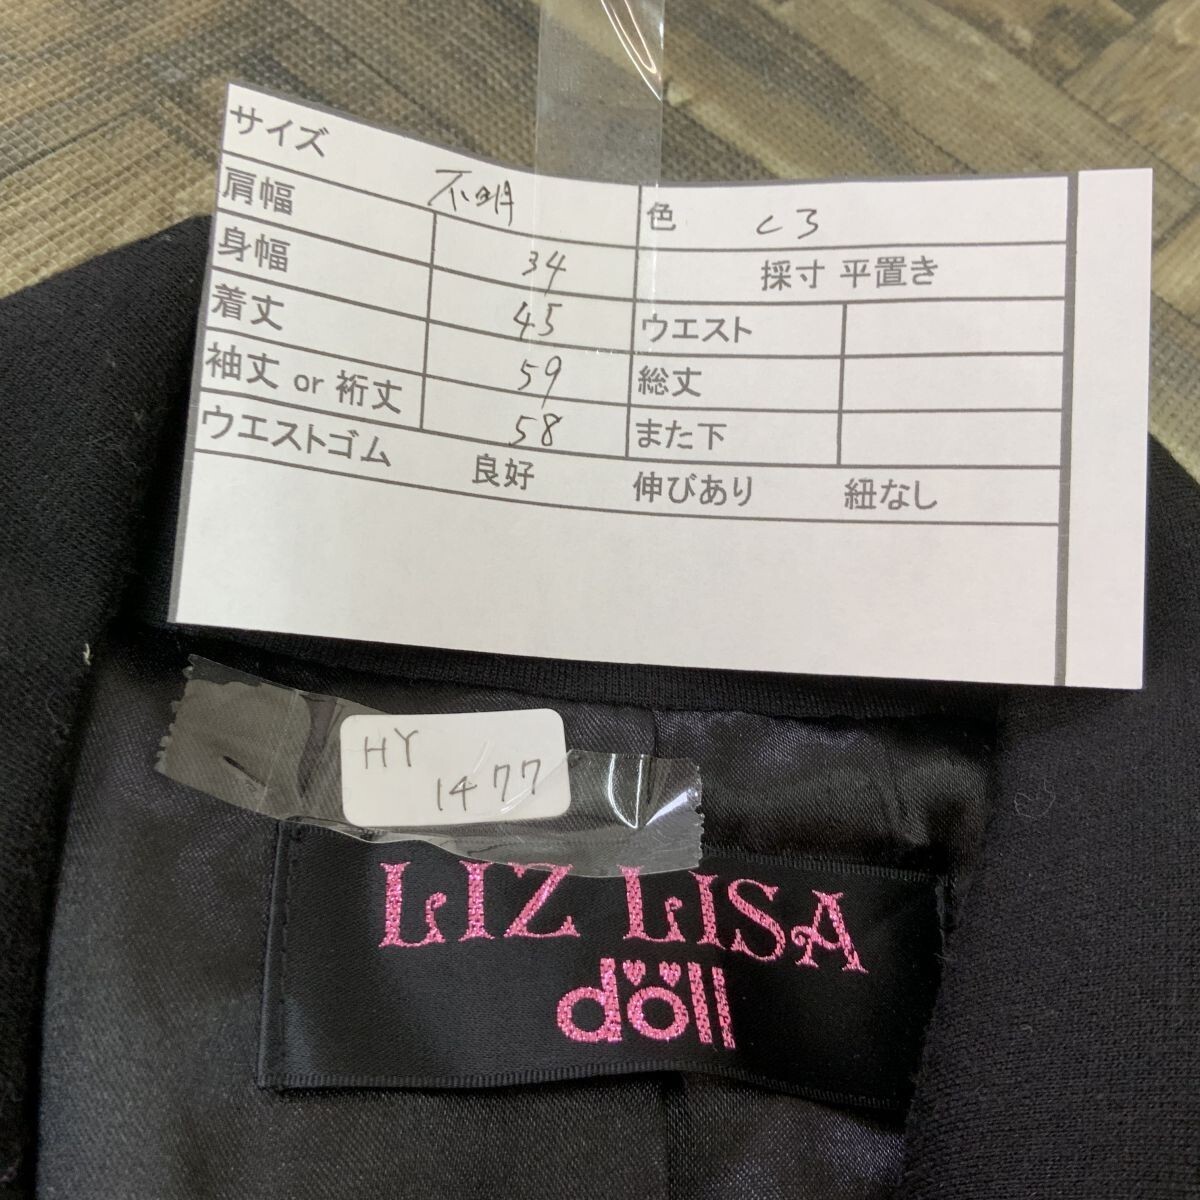 サイズ 不明 色 くろ
肩幅 34 採寸 平置き
身幅 45 ウエスト
着丈 59 総丈
袖丈 or 裄丈 58 また下
ウエストゴム 良好 伸びあり 紐なし
HY
1477
LIZ LISA
döll